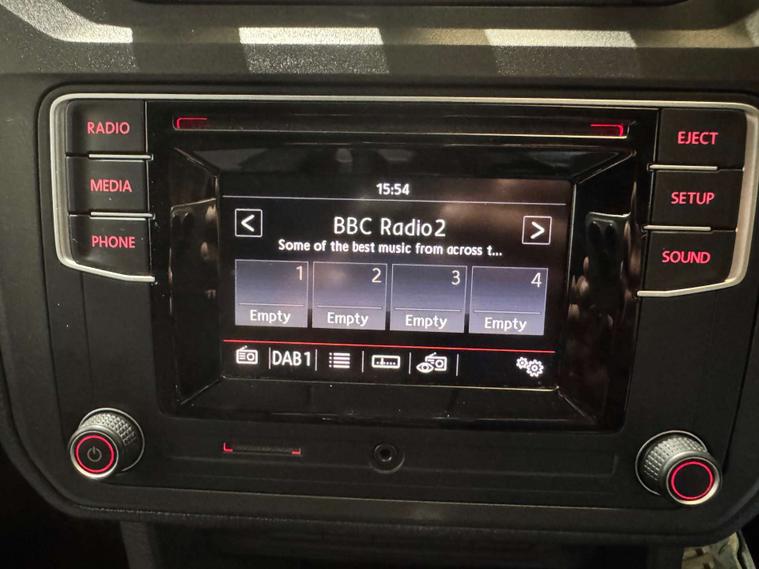 RADIO
MEDIA
PHONE
EJECT
SETUP
SOUND
15:54
BBC Radio2
Some of the best music from across t...
1 2 3 4
Empty Empty Empty Empty
DAB1